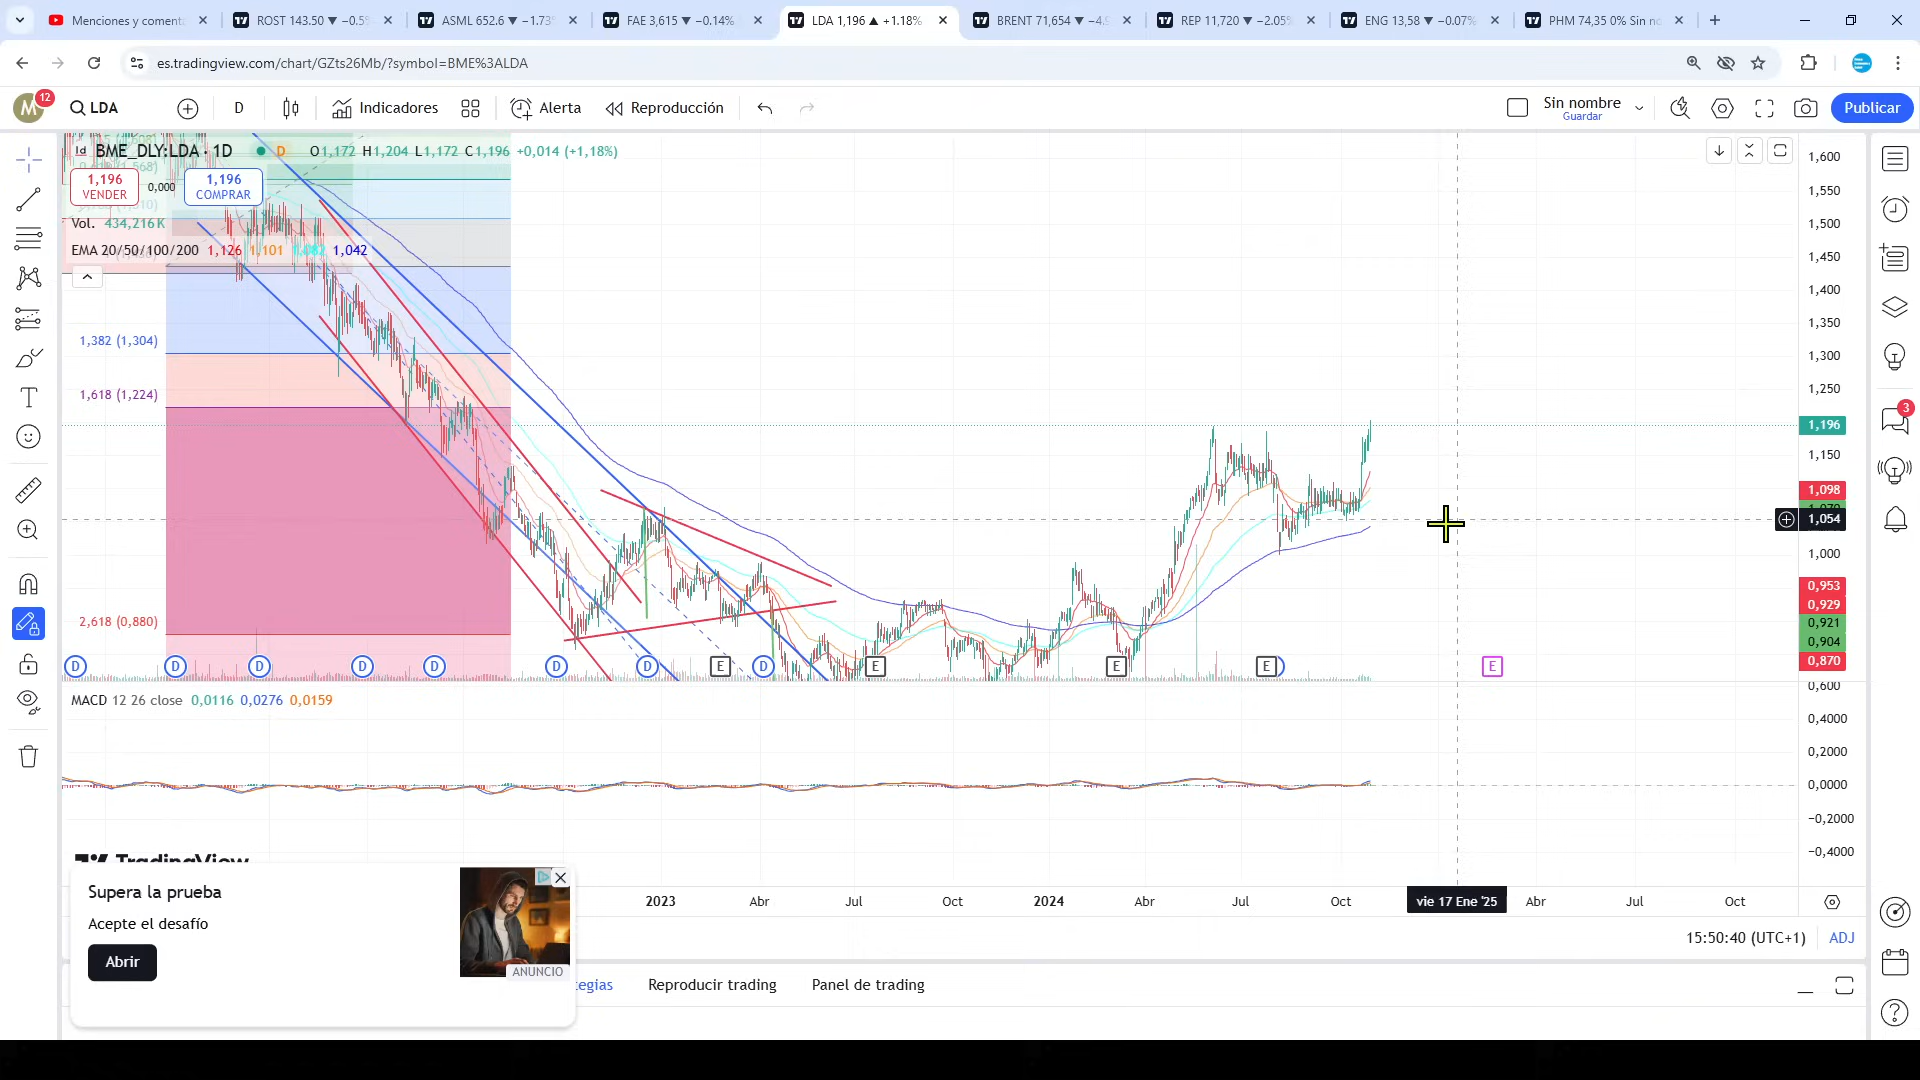 Menciones y coment
ROST 143.50 ▼ −0.5
ASML 652.6 ▼ −1.73
FAE 3,615 ▼ −0.14%
LDA 1,196 ▲ +1.18%
BRENT 71,654 ▼ −4.
REP 11,720 ▼ −2.05
ENG 13,58 ▼ −0.07%
PHM 74,35 0% Sin no
es.tradingview.com/chart/GZts26Mb/?symbol=BME%3ALDA
M
12
LDA
D
Indicadores
Alerta
Reproducción
Sin nombre
Guardar
Publicar
BME_DLY:LDA · 1D
D
O1,172 H1,204 L1,172 C1,196 +0,014 (+1,18%)
1,196
VENDER
0,000
1,196
COMPRAR
Vol. 434,216 K
EMA 20/50/100/200 1,126 1,101 1,042
1,382 (1,304)
1,618 (1,224)
2,618 (0,880)
1,600
1,550
1,500
1,450
1,400
1,350
1,300
1,250
1,196
1,150
1,098
1,054
1,000
0,953
0,929
0,921
0,904
0,870
3
D
D
D
D
D
D
D
E
D
E
E
E
E
MACD 12 26 close 0,0116 0,0276 0,0159
0,600
0,4000
0,2000
0,0000
−0,2000
−0,4000
TradingView
2023
Abr
Jul
Oct
2024
Abr
Jul
Oct
vie 17 Ene '25
Abr
Jul
Oct
Supera la prueba
Acepte el desafío
Abrir
ANUNCIO
15:50:40 (UTC+1)
ADJ
tegias
Reproducir trading
Panel de trading